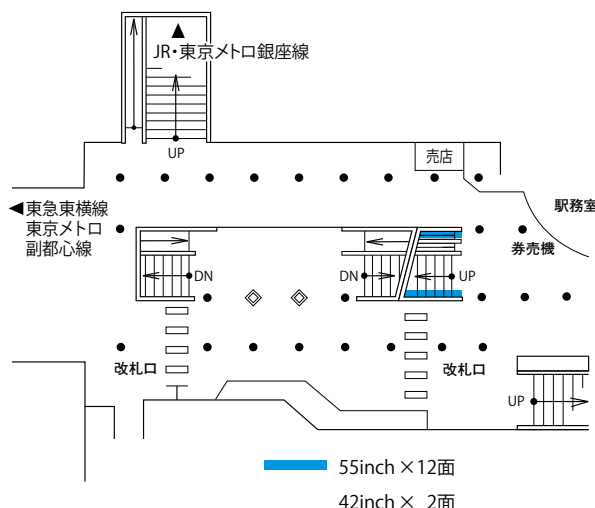 JR・東京メトロ銀座線
UP
売店
東急東横線
東京メトロ
副都心線
駅務室
券売機
DN
DN
UP
改札口
改札口
UP
55inch×12面
42inch× 2面